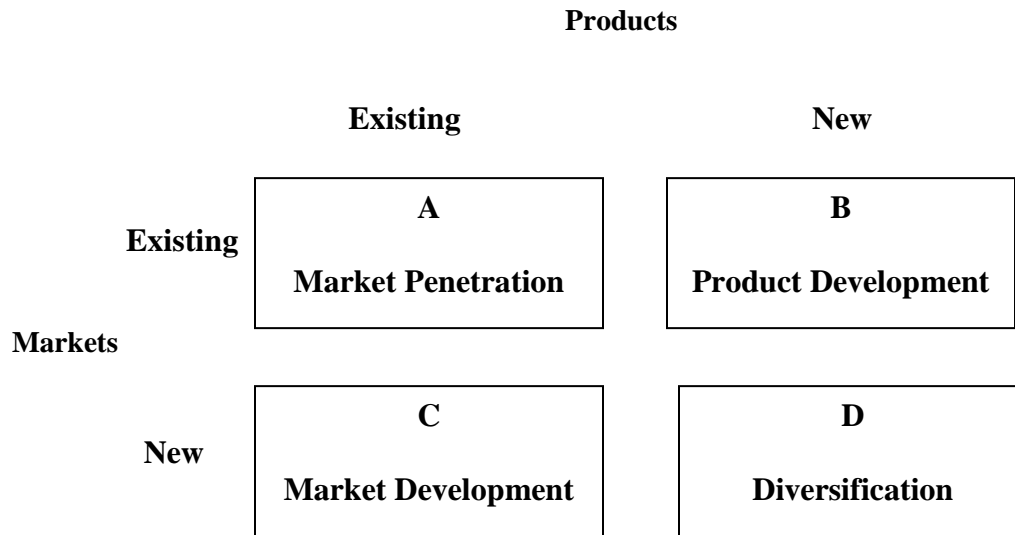 Products
Existing New
A B
Existing
Market Penetration Product Development
Markets
C D
New
Market Development Diversification